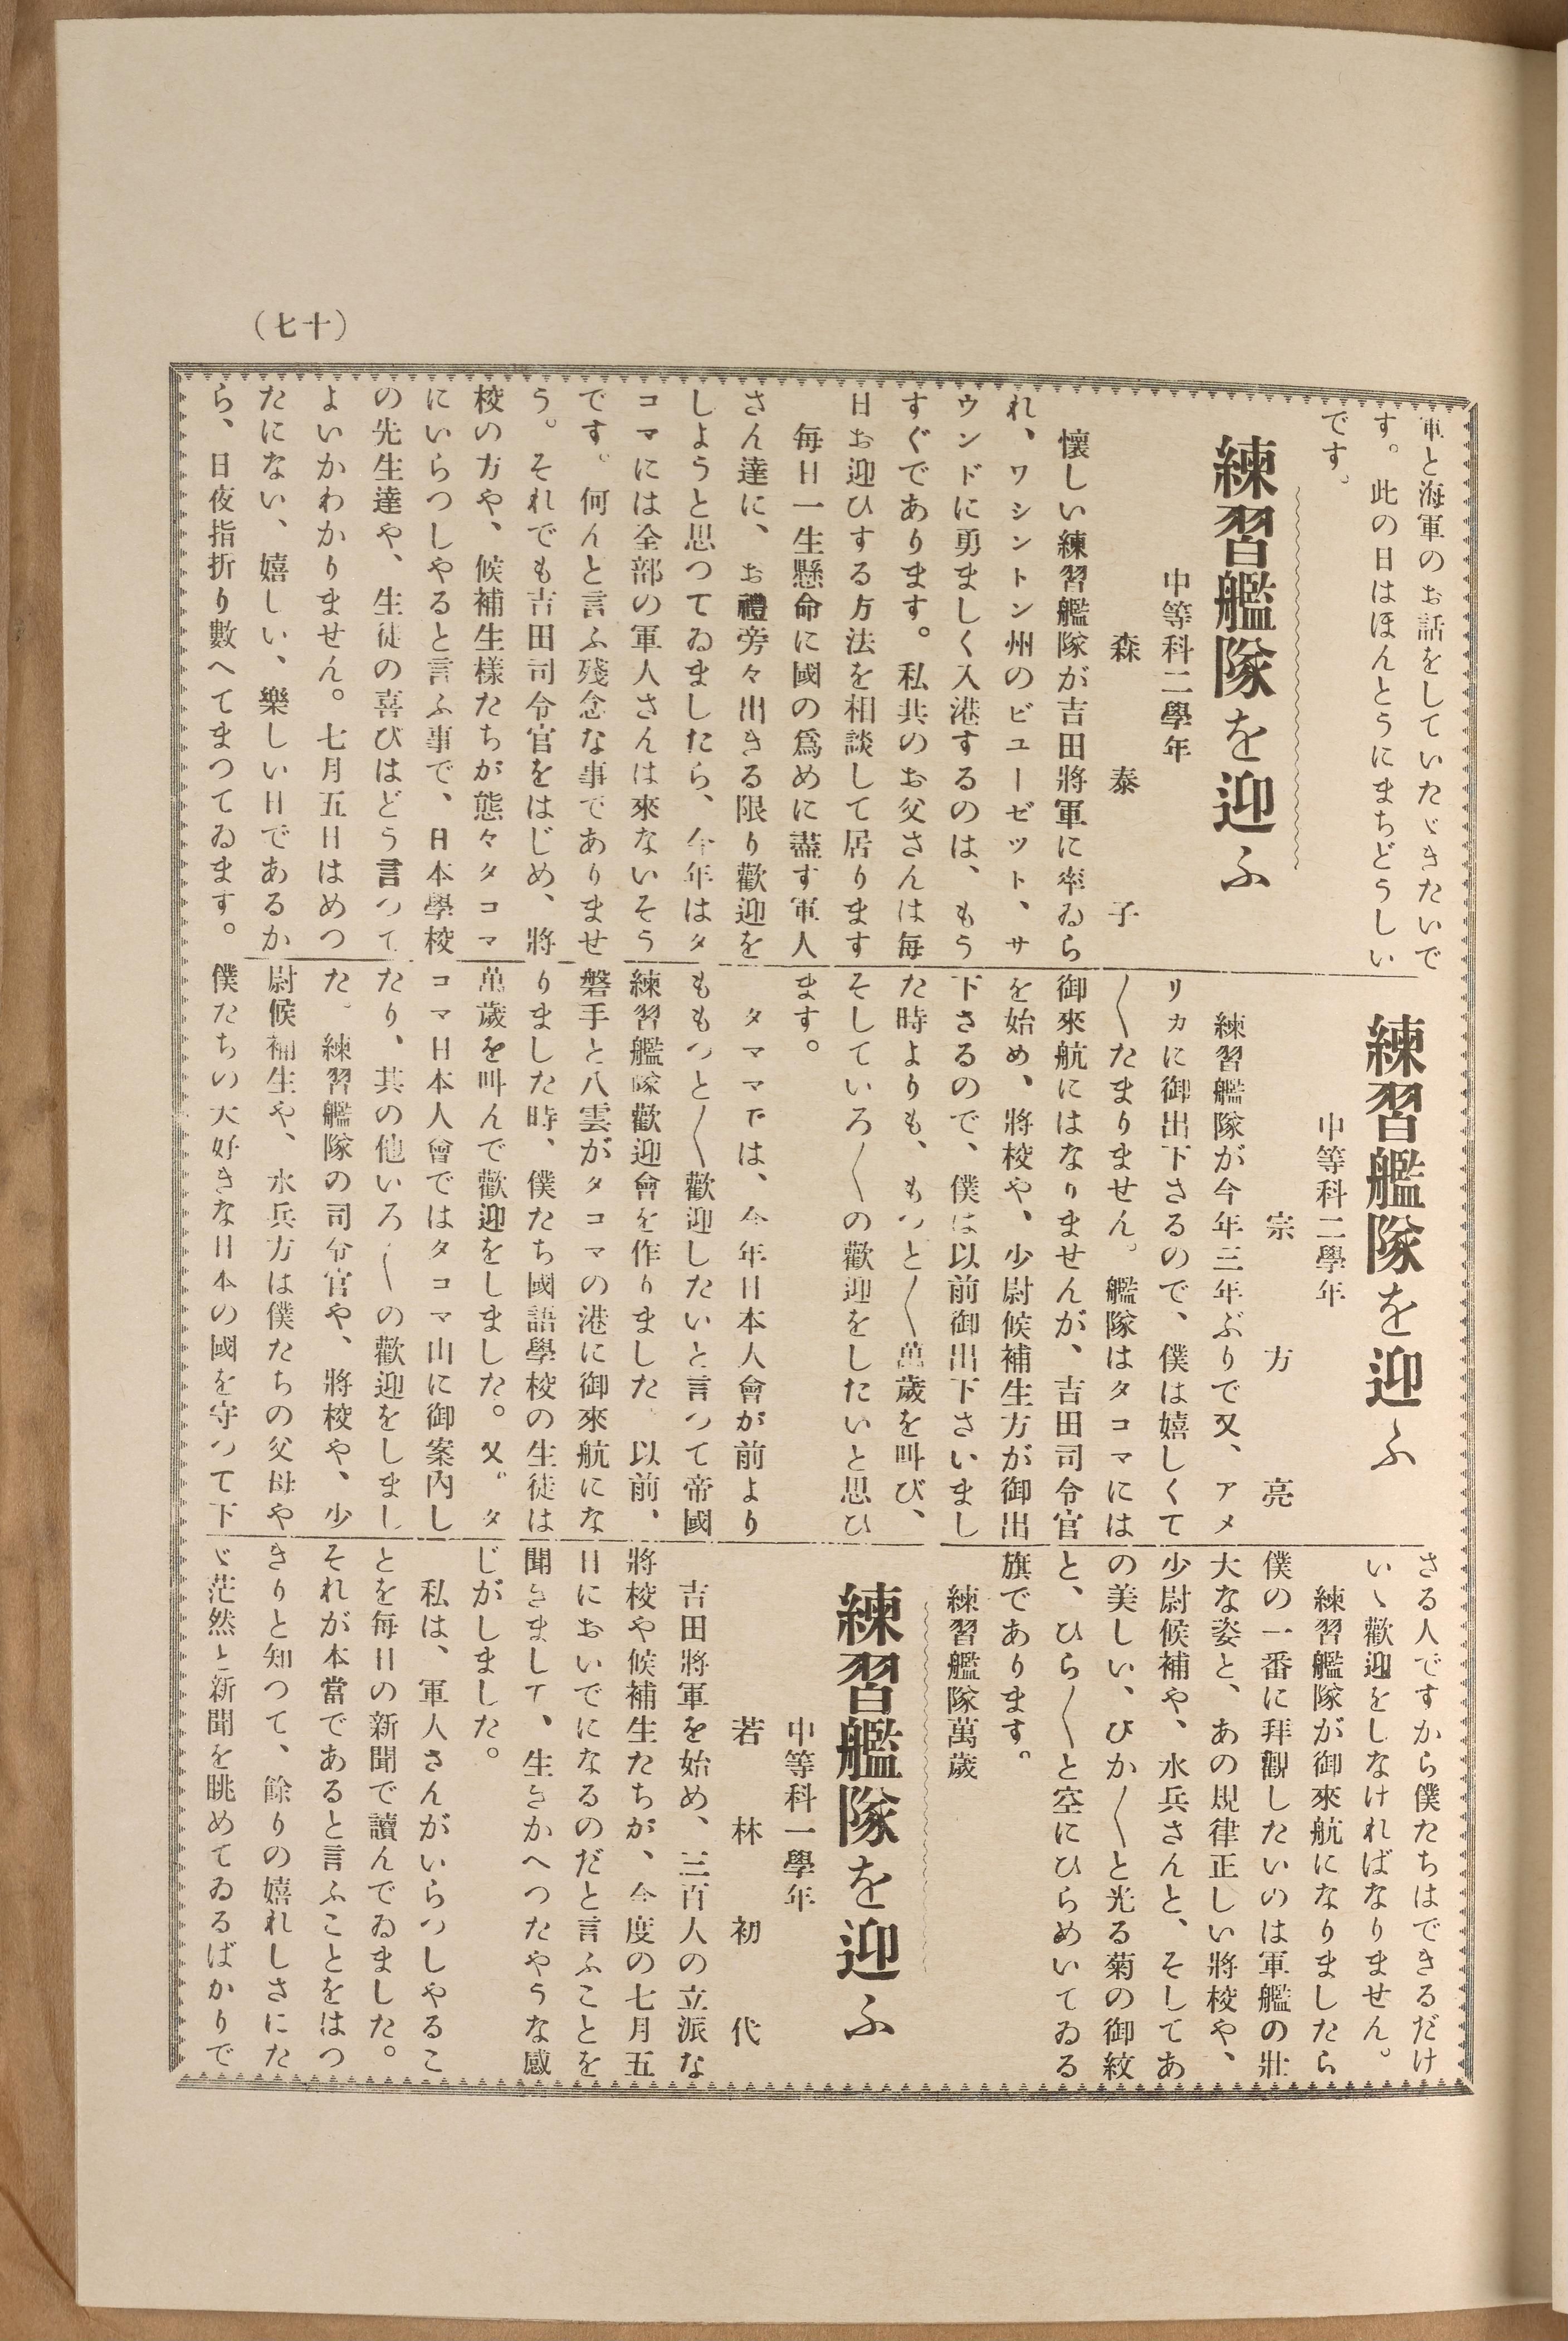 (七十)
軍と海軍のお話をしていたゞきたいで
す。此の日はほんとうにまちどうしい
です。
練習艦隊を迎ふ
中等科二學年
森泰子
懷しい練習艦隊が吉田將軍に率ゐら
れ、ワシントン州のビユーゼツト、サ
ウンドに勇ましく入港するのは、もう
すぐであります。私共のお父さんは毎
日お迎ひする方法を相談して居ります
毎日一生懸命に國の爲めに盡す軍人
さん達に、お禮旁々出きる限り歡迎を
しようと思つてゐましたら、今年はタ
コマには全部の軍人さんは來ないそう
です。何んと言ふ殘念な事でありませ
う。それでも吉田司令官をはじめ、將
校の方や、候補生様たちが態々タコマ
にいらつしやると言ふ事で、日本學校
の先生達や、生徒の喜びはどう言つて
よいかわかりません。七月五日はめつ
たにない、嬉しい、樂しい日であるか
ら、日夜指折り數へてまつてゐます。
練習艦隊を迎ふ
中等科二學年
宗方亮
練習艦隊が今年三年ぶりで又、アメ
リカに御出下さるので、僕は嬉しくて
〱たまりません。艦隊はタコマには
御來航にはなりませんが、吉田司令官
を始め、將校や、少尉候補生方が御出
下さるので、僕は以前御出下さいまし
た時よりも、もつと〱萬歲を叫び、
そしていろ〱の歡迎をしたいと思ひ
ます。
タママでは、今年日本人會が前より
ももつと〱歡迎したいと言つて帝國
練習艦隊歡迎會を作りました 以前、
磐手と八雲がタコマの港に御來航にな
りました時、僕たち國語學校の生徒は
萬歲を叫んで歡迎をしました。又゛タ
コマ日本人會ではタコマ山に御案内し
たり、其の他いろ〱の歡迎をしまし
た。練習艦隊の司令官や、將校や、少
尉候補生や、水兵方は僕たちの父母や
僕たちの大好きな日本の國を守つて下
さる人ですから僕たちはできるだけ
いゝ歡迎をしなければなりません。
練習艦隊が御來航になりましたら
僕の一番に拜觀したいのは軍艦の壯
大な姿と、あの規律正しい將校や、
少尉候補や、水兵さんと、そしてあ
の美しい、ぴか〱と光る菊の御紋
と、ひら〱と空にひらめいてゐる
旗であります。
練習艦隊萬歲
練習艦隊を迎ふ
中等科一學年
若林初代
吉田將軍を始め、三百人の立派な
將校や候補生たちが、今度の七月五
日においでになるのだと言ふことを
聞きまして、生きかへつたやうな感
じがしました。
私は、軍人さんがいらつしやるこ
とを毎日の新聞で讀んでゐました。
それが本當であると言ふことをはつ
きりと知つて、餘りの嬉れしさにた
ゞ茫然と新聞を眺めてゐるばかりで